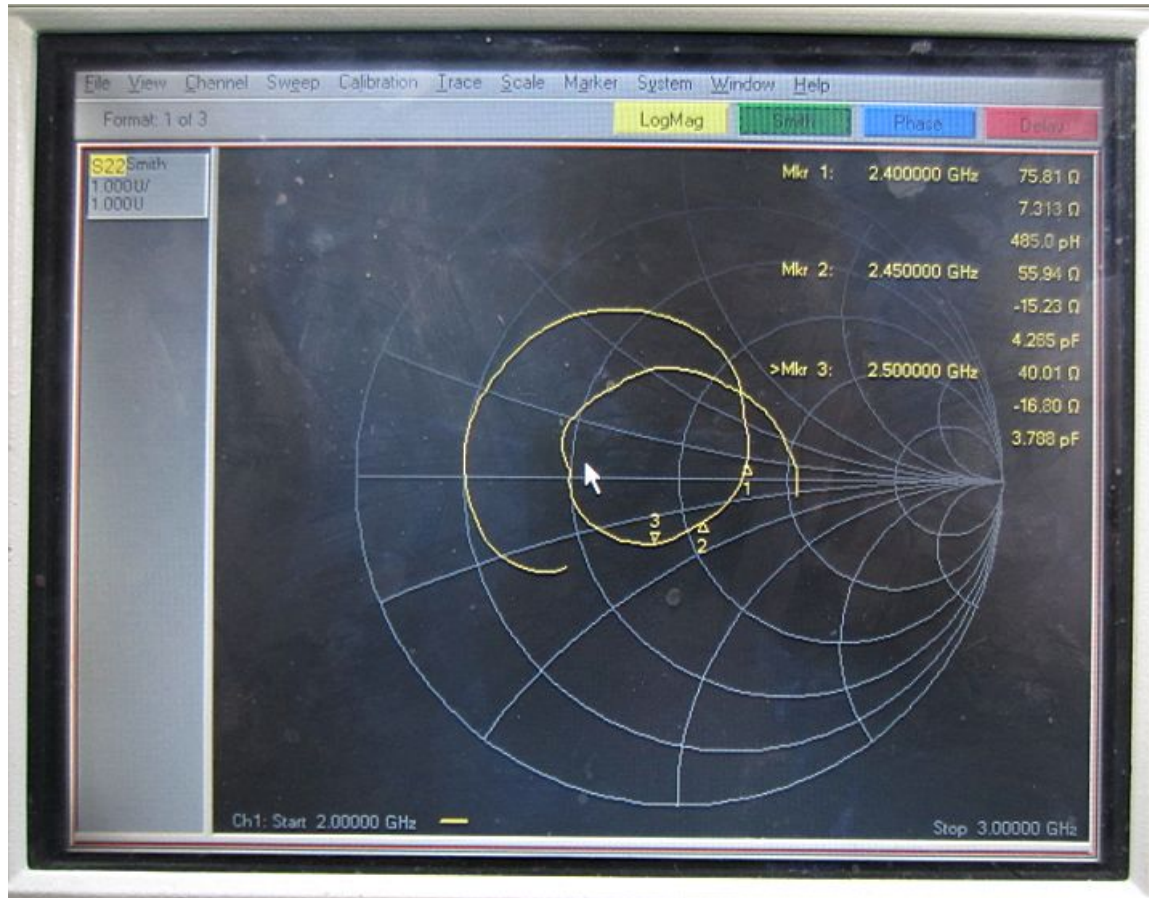 File View Channel Sweep Calibration Trace Scale Marker System Window Help
Format: 1 of 3
LogMag Smith Phase Delay
S22 Smith
1.000U/
1.000U
Mkr 1: 2.400000 GHz 75.81 Ω
7.313 Ω
485.0 pH
Mkr 2: 2.450000 GHz 55.94 Ω
-15.23 Ω
4.265 pF
>Mkr 3: 2.500000 GHz 40.01 Ω
-16.80 Ω
3.788 pF
1
3
2
Ch1: Start 2.00000 GHz
Stop 3.00000 GHz